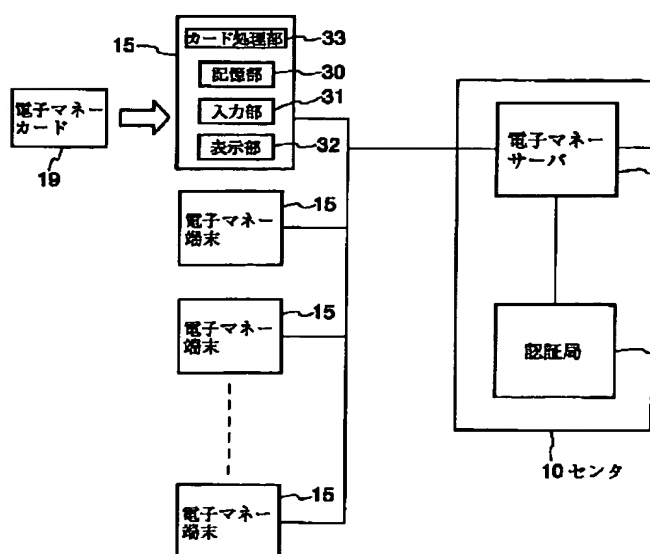 15
カード処理部 33
記憶部 30
入力部 31
表示部 32
電子マネー
カード
19
電子マネー
サーバ
15
電子マネー
端末
15
電子マネー
端末
認証局
10 センタ
15
電子マネー
端末